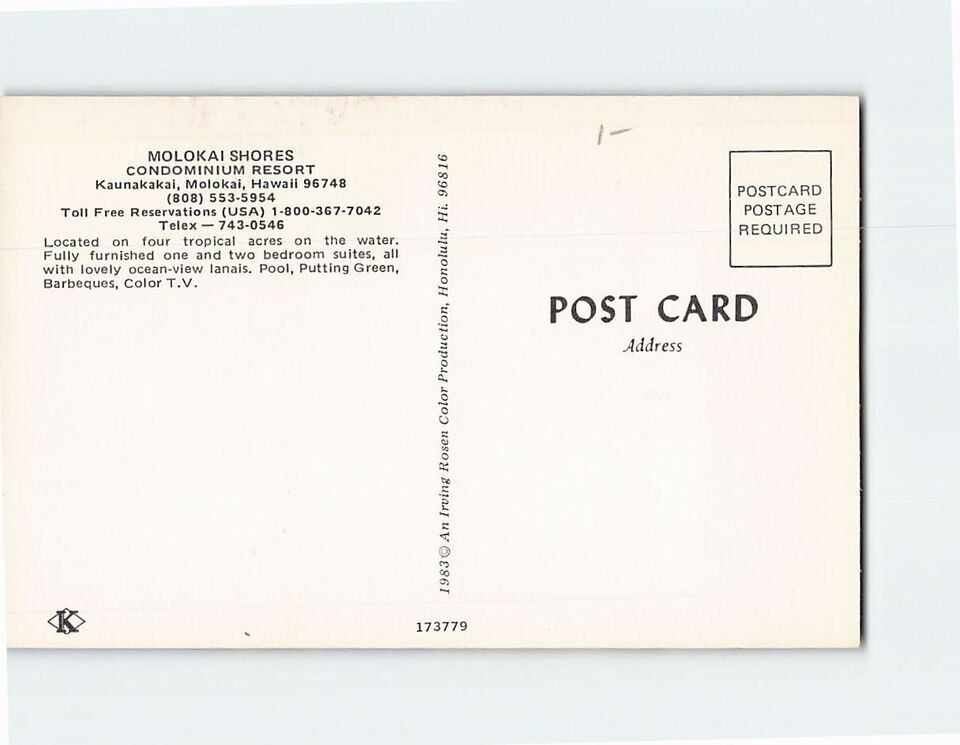 MOLOKAI SHORES
CONDOMINIUM RESORT
Kaunakakai, Molokai, Hawaii 96748
(808) 553-5954
Toll Free Reservations (USA) 1-800-367-7042
Telex — 743-0546
Located on four tropical acres on the water.
Fully furnished one and two bedroom suites, all
with lovely ocean-view lanais. Pool, Putting Green,
Barbeques, Color T.V.
1983 © An Irving Rosen Color Production, Honolulu, Hi. 96816
1-
POSTCARD
POSTAGE
REQUIRED
POST CARD
Address
K
173779